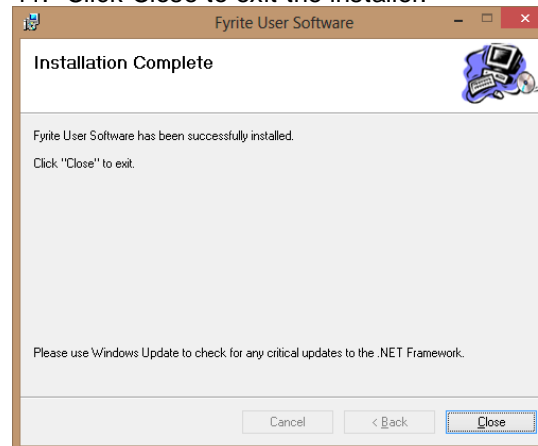 Click Close to exit the installer.
Fyrite User Software
Installation Complete
Fyrite User Software has been successfully installed.
Click "Close" to exit.
Please use Windows Update to check for any critical updates to the .NET Framework.
Cancel
< Back
Close